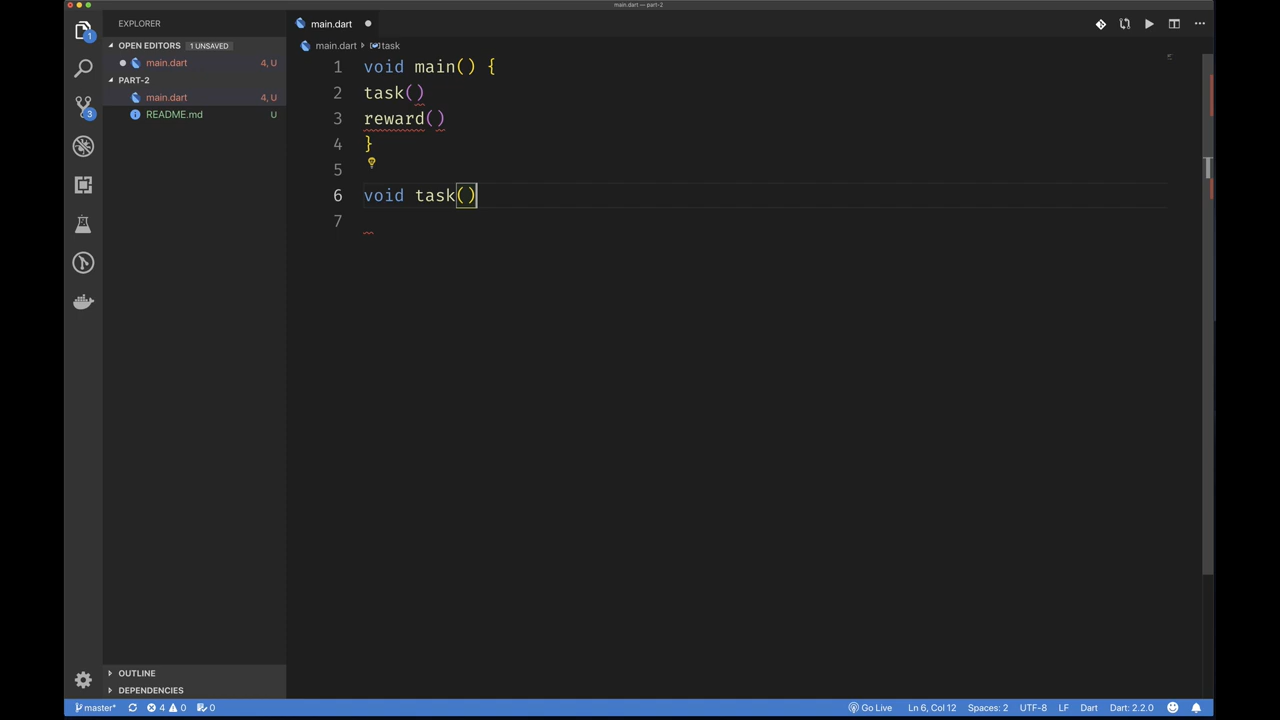 main.dart — part-2
EXPLORER
OPEN EDITORS 1 UNSAVED
main.dart 4, U
PART-2
main.dart 4, U
README.md U
OUTLINE
DEPENDENCIES
1
3
main.dart
main.dart task
1 void main() {
2 task()
3 reward()
4 }
5
6 void task()
7
master* 4 0 0 Go Live Ln 6, Col 12 Spaces: 2 UTF-8 LF Dart Dart: 2.2.0